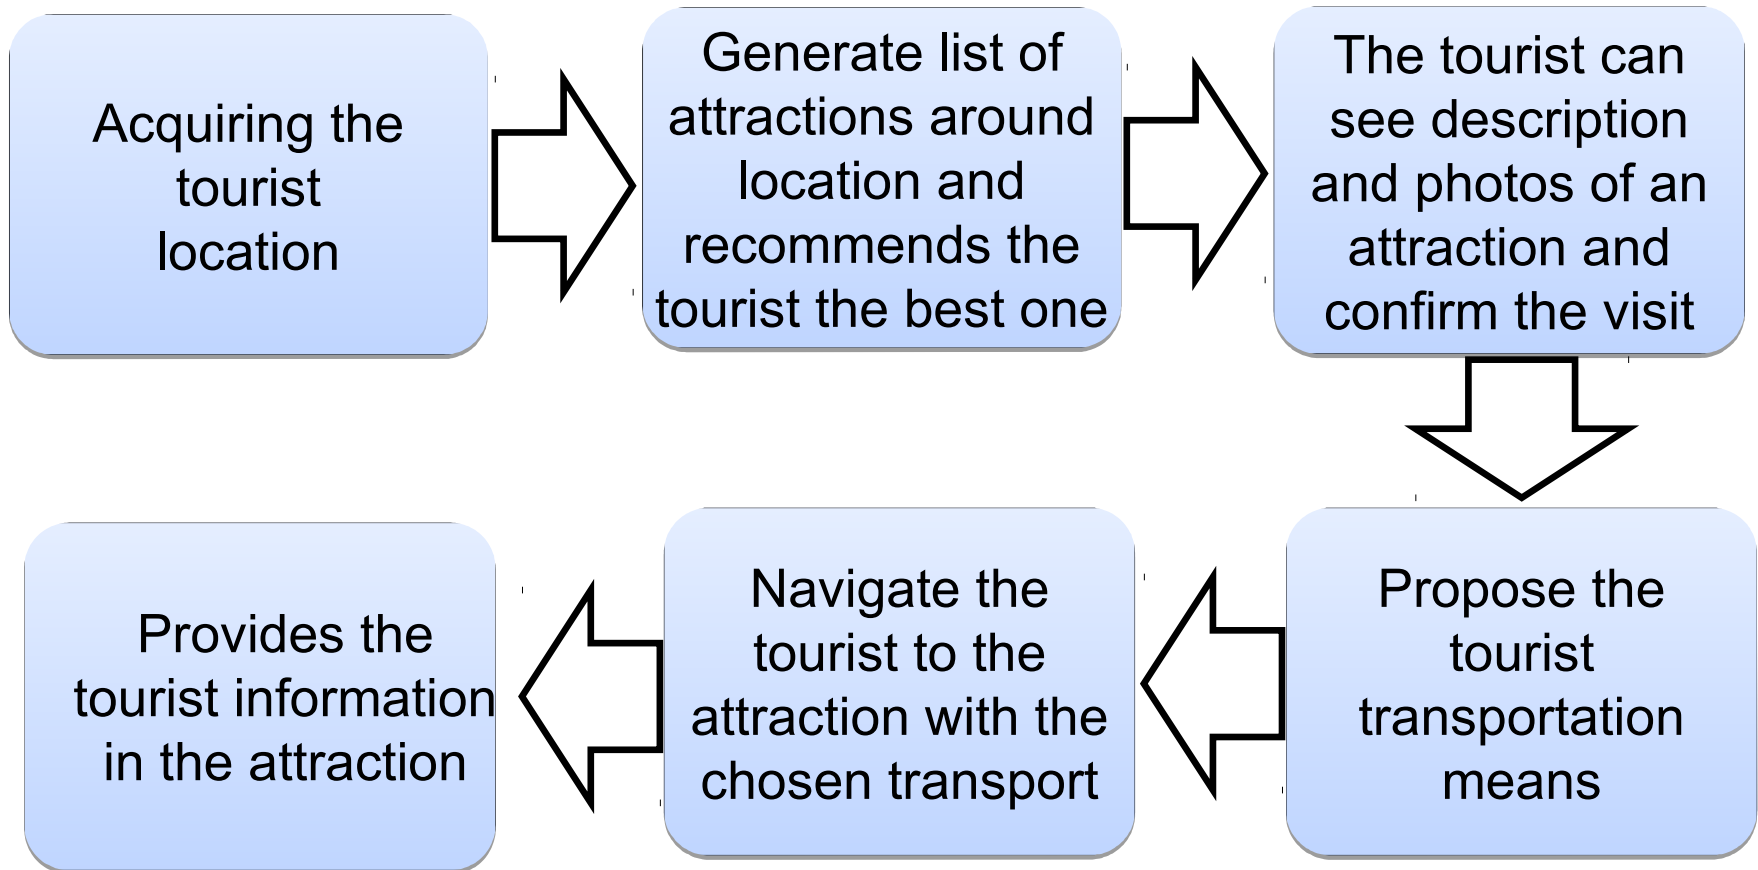 Acquiring the
tourist
location
Generate list of
attractions around
location and
recommends the
tourist the best one
The tourist can
see description
and photos of an
attraction and
confirm the visit
Propose the
tourist
transportation
means
Navigate the
tourist to the
attraction with the
chosen transport
Provides the
tourist information
in the attraction